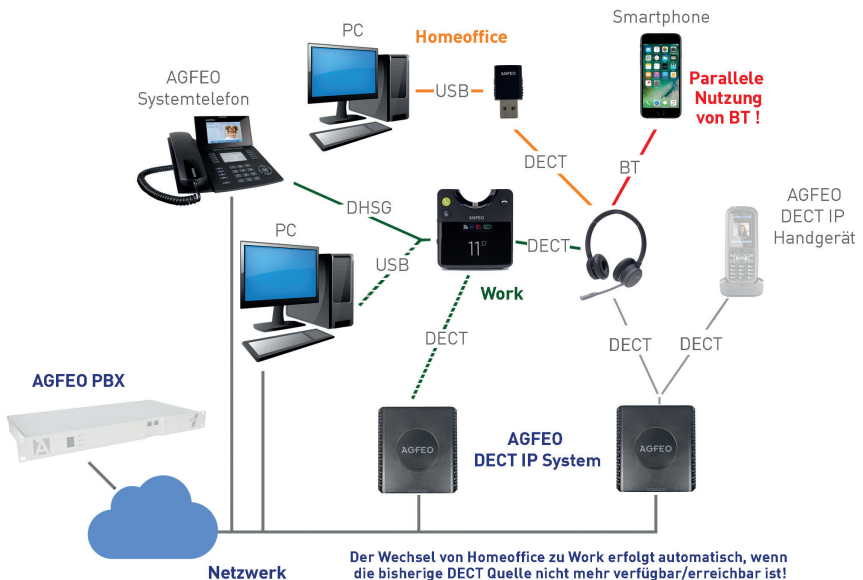 Smartphone
PC
Homeoffice
AGFEO
USB
AGFEO
Systemtelefon
Parallele
Nutzung
von BT !
DECT
BT
AGFEO
DECT IP
Handgerät
DHSG
AGFEO
11 37
PC
USB
DECT
Work
DECT
DECT
DECT
AGFEO PBX
AGFEO
DECT IP System
AGFEO
AGFEO
Netzwerk
Der Wechsel von Homeoffice zu Work erfolgt automatisch, wenn
die bisherige DECT Quelle nicht mehr verfügbar/erreichbar ist!